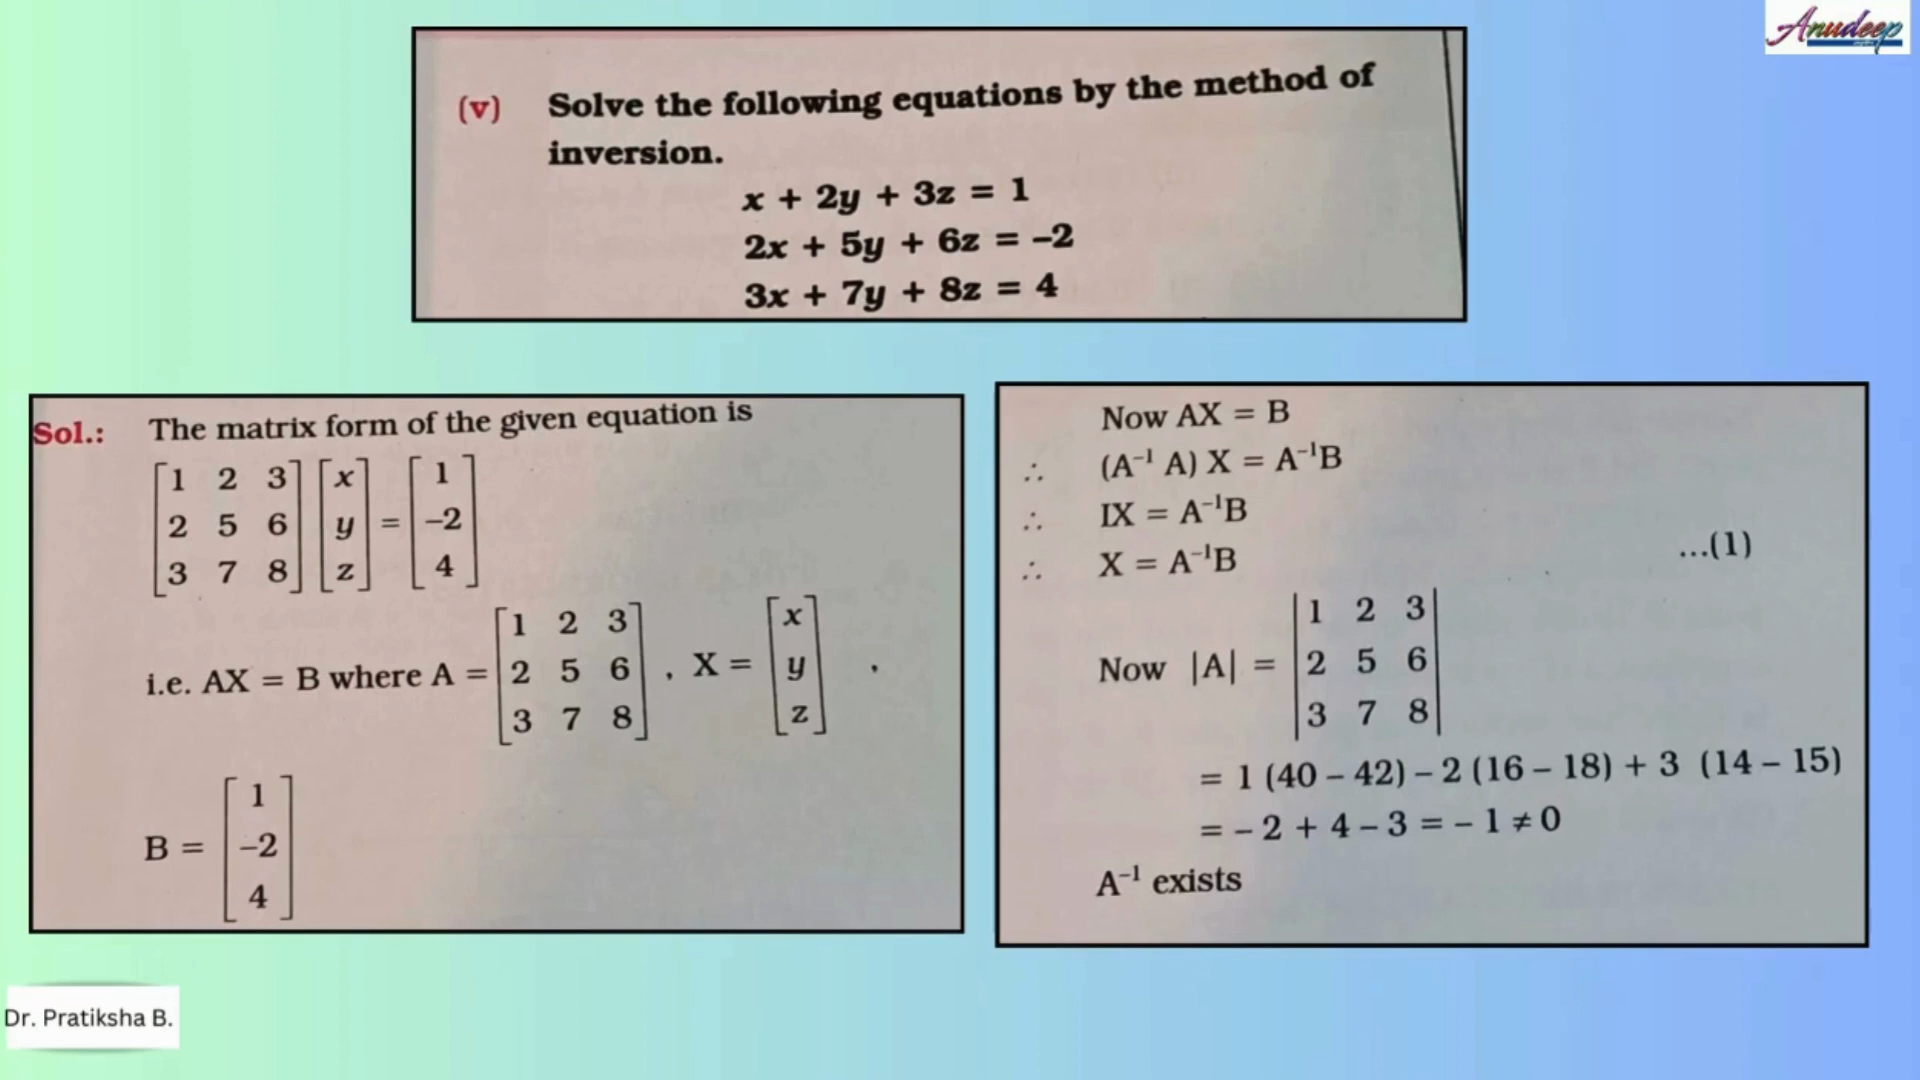 Anudeep
(v) Solve the following equations by the method of
inversion.
x + 2y + 3z = 1
2x + 5y + 6z = –2
3x + 7y + 8z = 4
Sol.: The matrix form of the given equation is
[1 2 3] [x] = [1]
[2 5 6] [y] [–2]
[3 7 8] [z] [4]
i.e. AX = B where A = [1 2 3; 2 5 6; 3 7 8], X = [x; y; z],
B = [1; –2; 4]
Now AX = B
∴ (A⁻¹ A) X = A⁻¹B
∴ IX = A⁻¹B
∴ X = A⁻¹B ...(1)
Now |A| = |1 2 3; 2 5 6; 3 7 8|
= 1 (40 – 42) – 2 (16 – 18) + 3 (14 – 15)
= – 2 + 4 – 3 = – 1 ≠ 0
A⁻¹ exists
Dr. Pratiksha B.